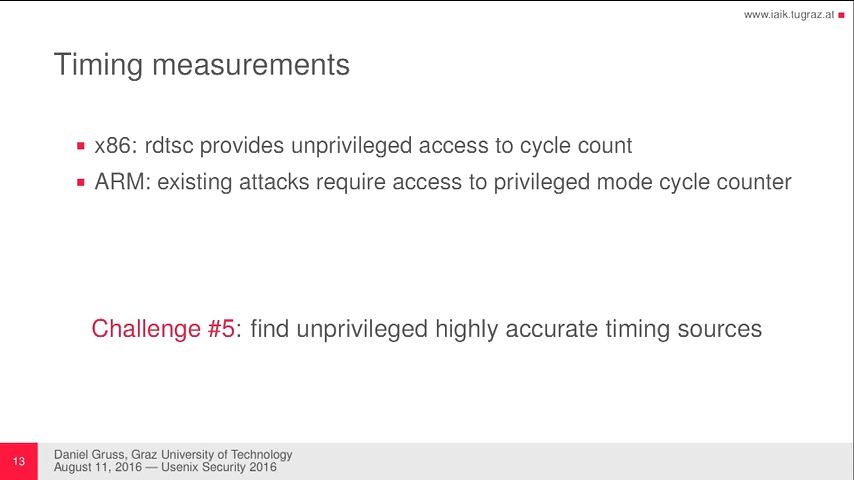 www.iaik.tugraz.at
Timing measurements
x86: rdtsc provides unprivileged access to cycle count
ARM: existing attacks require access to privileged mode cycle counter
Challenge #5: find unprivileged highly accurate timing sources
13
Daniel Gruss, Graz University of Technology
August 11, 2016 — Usenix Security 2016